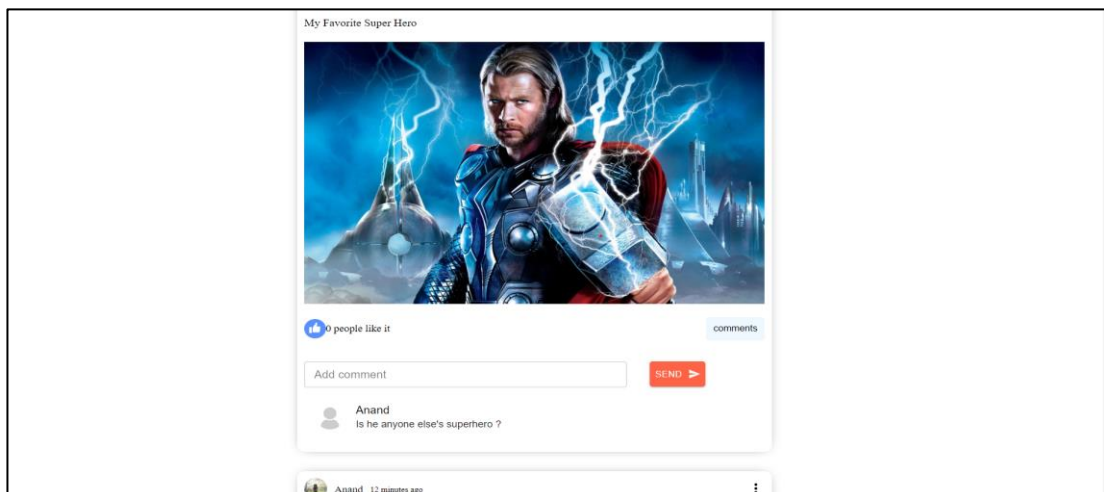 My Favorite Super Hero
0 people like it
comments
Add comment
SEND
Anand
Is he anyone else's superhero ?
Anand 12 minutes ago